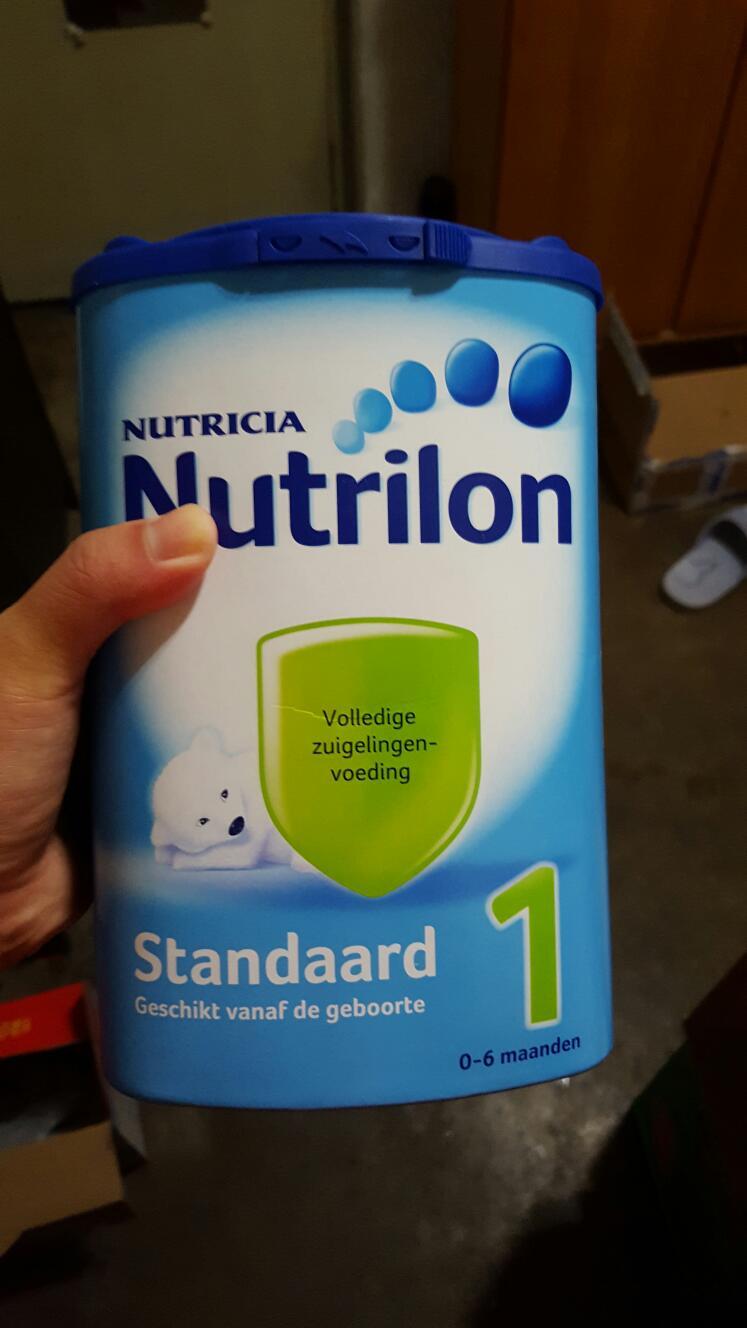 NUTRICIA
Nutrilon
Volledige
zuigelingen-
voeding
Standaard
Geschikt vanaf de geboorte
1
0-6 maanden